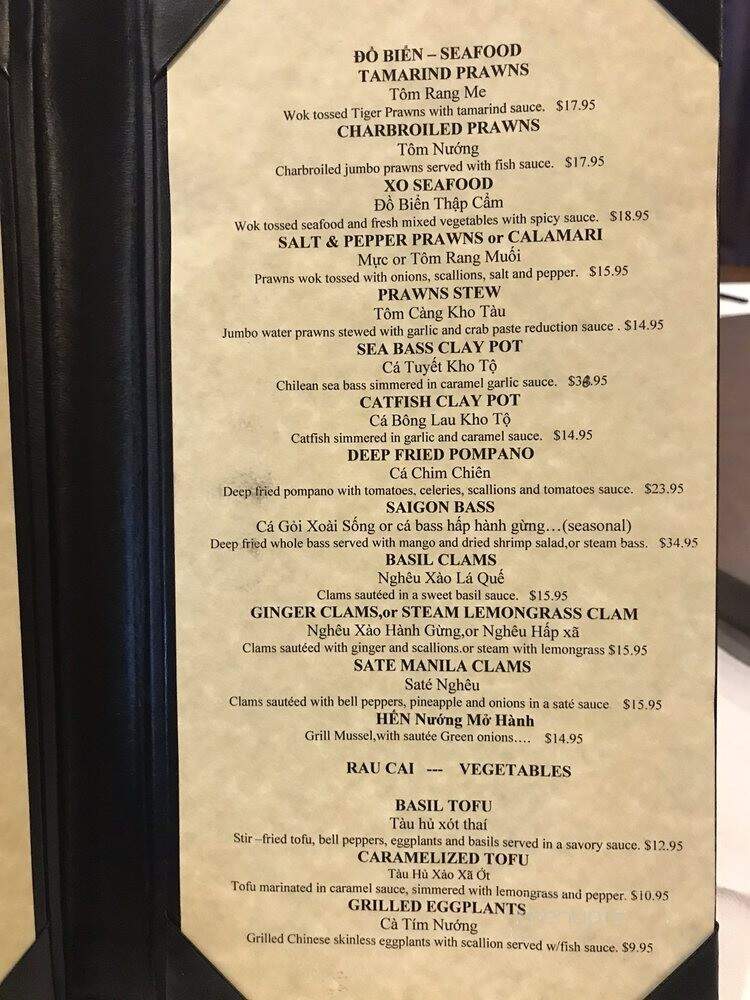 ĐỒ BIỂN – SEAFOOD
TAMARIND PRAWNS
Tôm Rang Me
Wok tossed Tiger Prawns with tamarind sauce. $17.95
CHARBROILED PRAWNS
Tôm Nướng
Charbroiled jumbo prawns served with fish sauce. $17.95
XO SEAFOOD
Đồ Biển Thập Cẩm
Wok tossed seafood and fresh mixed vegetables with spicy sauce. $18.95
SALT & PEPPER PRAWNS or CALAMARI
Mực or Tôm Rang Muối
Prawns wok tossed with onions, scallions, salt and pepper. $15.95
PRAWNS STEW
Tôm Càng Kho Tàu
Jumbo water prawns stewed with garlic and crab paste reduction sauce . $14.95
SEA BASS CLAY POT
Cá Tuyết Kho Tộ
Chilean sea bass simmered in caramel garlic sauce.
CATFISH CLAY POT
Cá Bông Lau Kho Tộ
Catfish simmered in garlic and caramel sauce. $14.95
DEEP FRIED POMPANO
Cá Chim Chiên
Deep fried pompano with tomatoes, celeries, scallions and tomatoes sauce. $23.95
SAIGON BASS
Cá Gỏi Xoài Sống or cá bass hấp hành gừng…(seasonal)
Deep fried whole bass served with mango and dried shrimp salad,or steam bass. $34.95
BASIL CLAMS
Nghêu Xào Lá Quế
Clams sautéed in a sweet basil sauce. $15.95
GINGER CLAMS,or STEAM LEMONGRASS CLAM
Nghêu Xào Hành Gừng,or Nghêu Hấp xã
Clams sautéed with ginger and scallions.or steam with lemongrass $15.95
SATE MANILA CLAMS
Saté Nghêu
Clams sautéed with bell peppers, pineapple and onions in a saté sauce $15.95
HẾN Nướng Mỡ Hành
Grill Mussel,with sautée Green onions…. $14.95
RAU CAI --- VEGETABLES
BASIL TOFU
Tàu hủ xót thaí
Stir –fried tofu, bell peppers, eggplants and basils served in a savory sauce. $12.95
CARAMELIZED TOFU
Tàu Hủ Xảo Xã Ớt
Tofu marinated in caramel sauce, simmered with lemongrass and pepper. $10.95
GRILLED EGGPLANTS
Cà Tím Nướng
Grilled Chinese skinless eggplants with scallion served w/fish sauce. $9.95